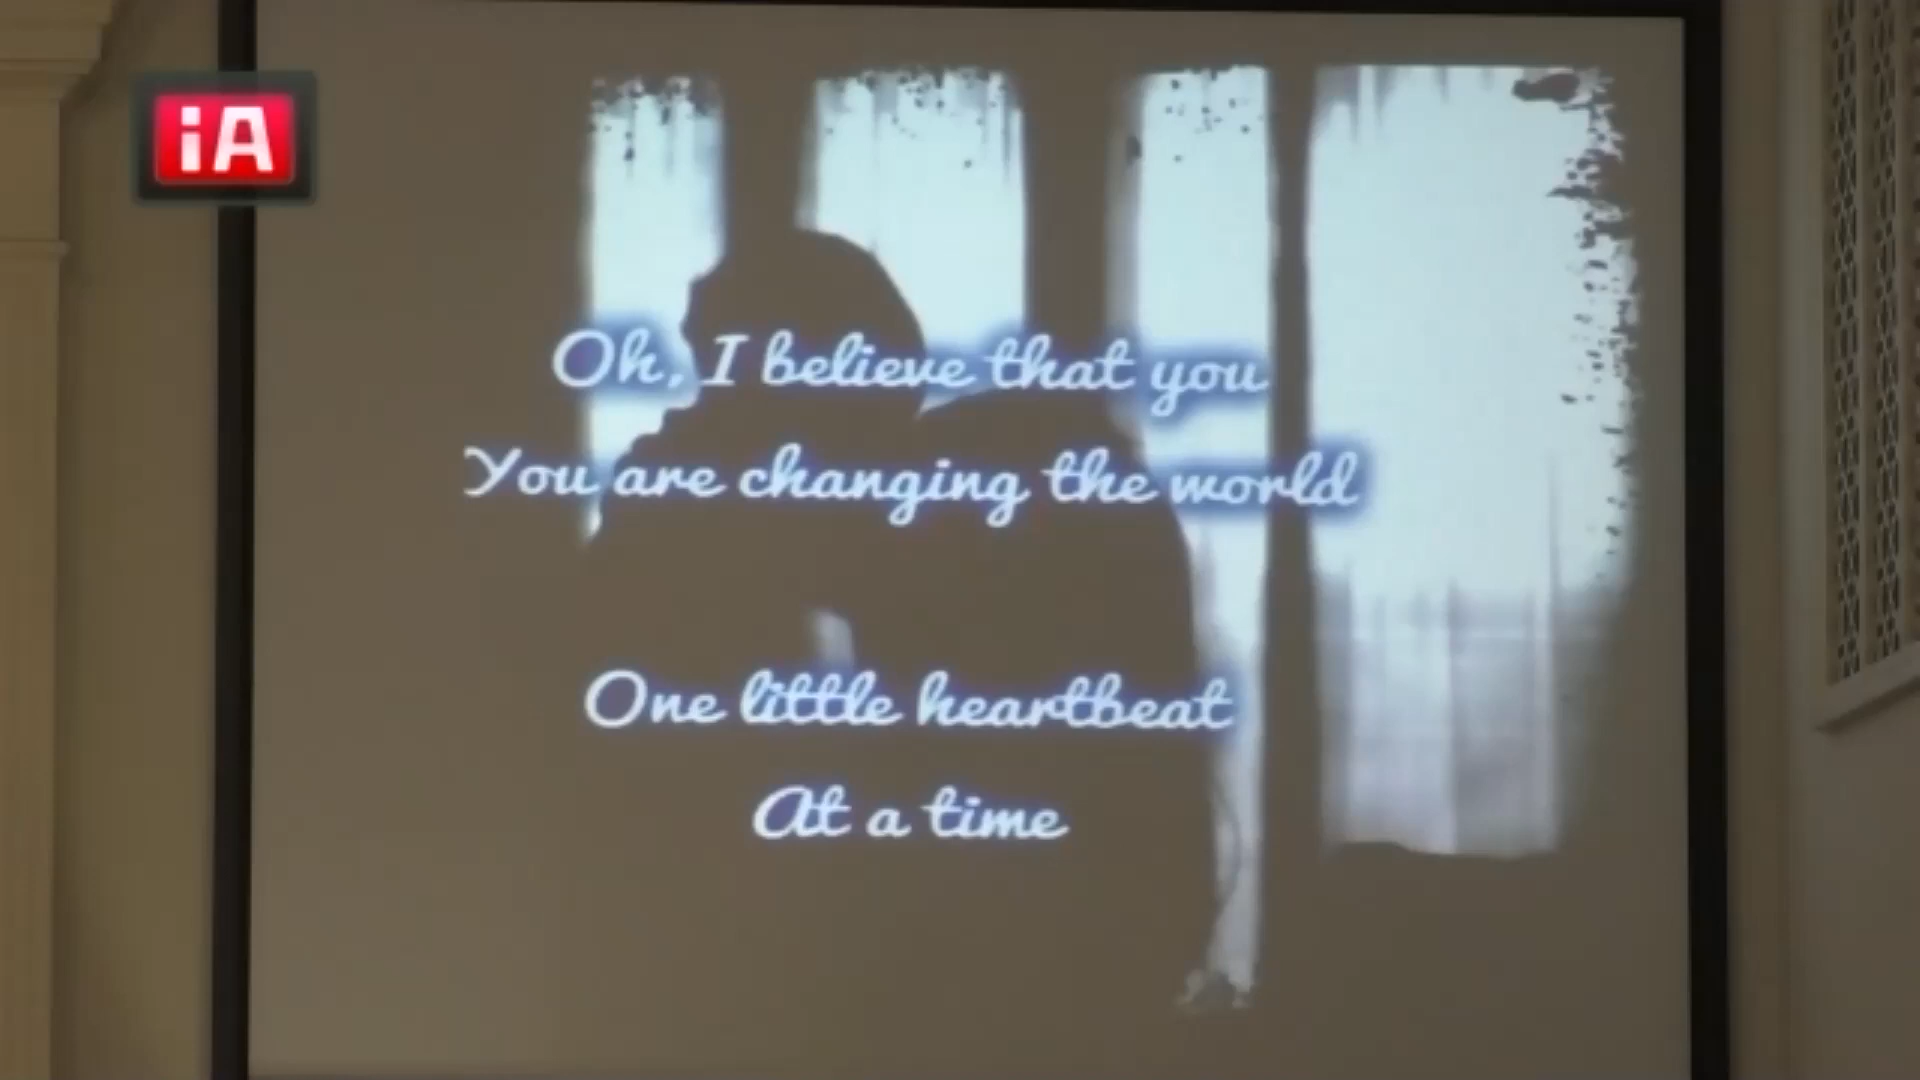 iA
Oh, I believe that you
You are changing the world
One little heartbeat
At a time